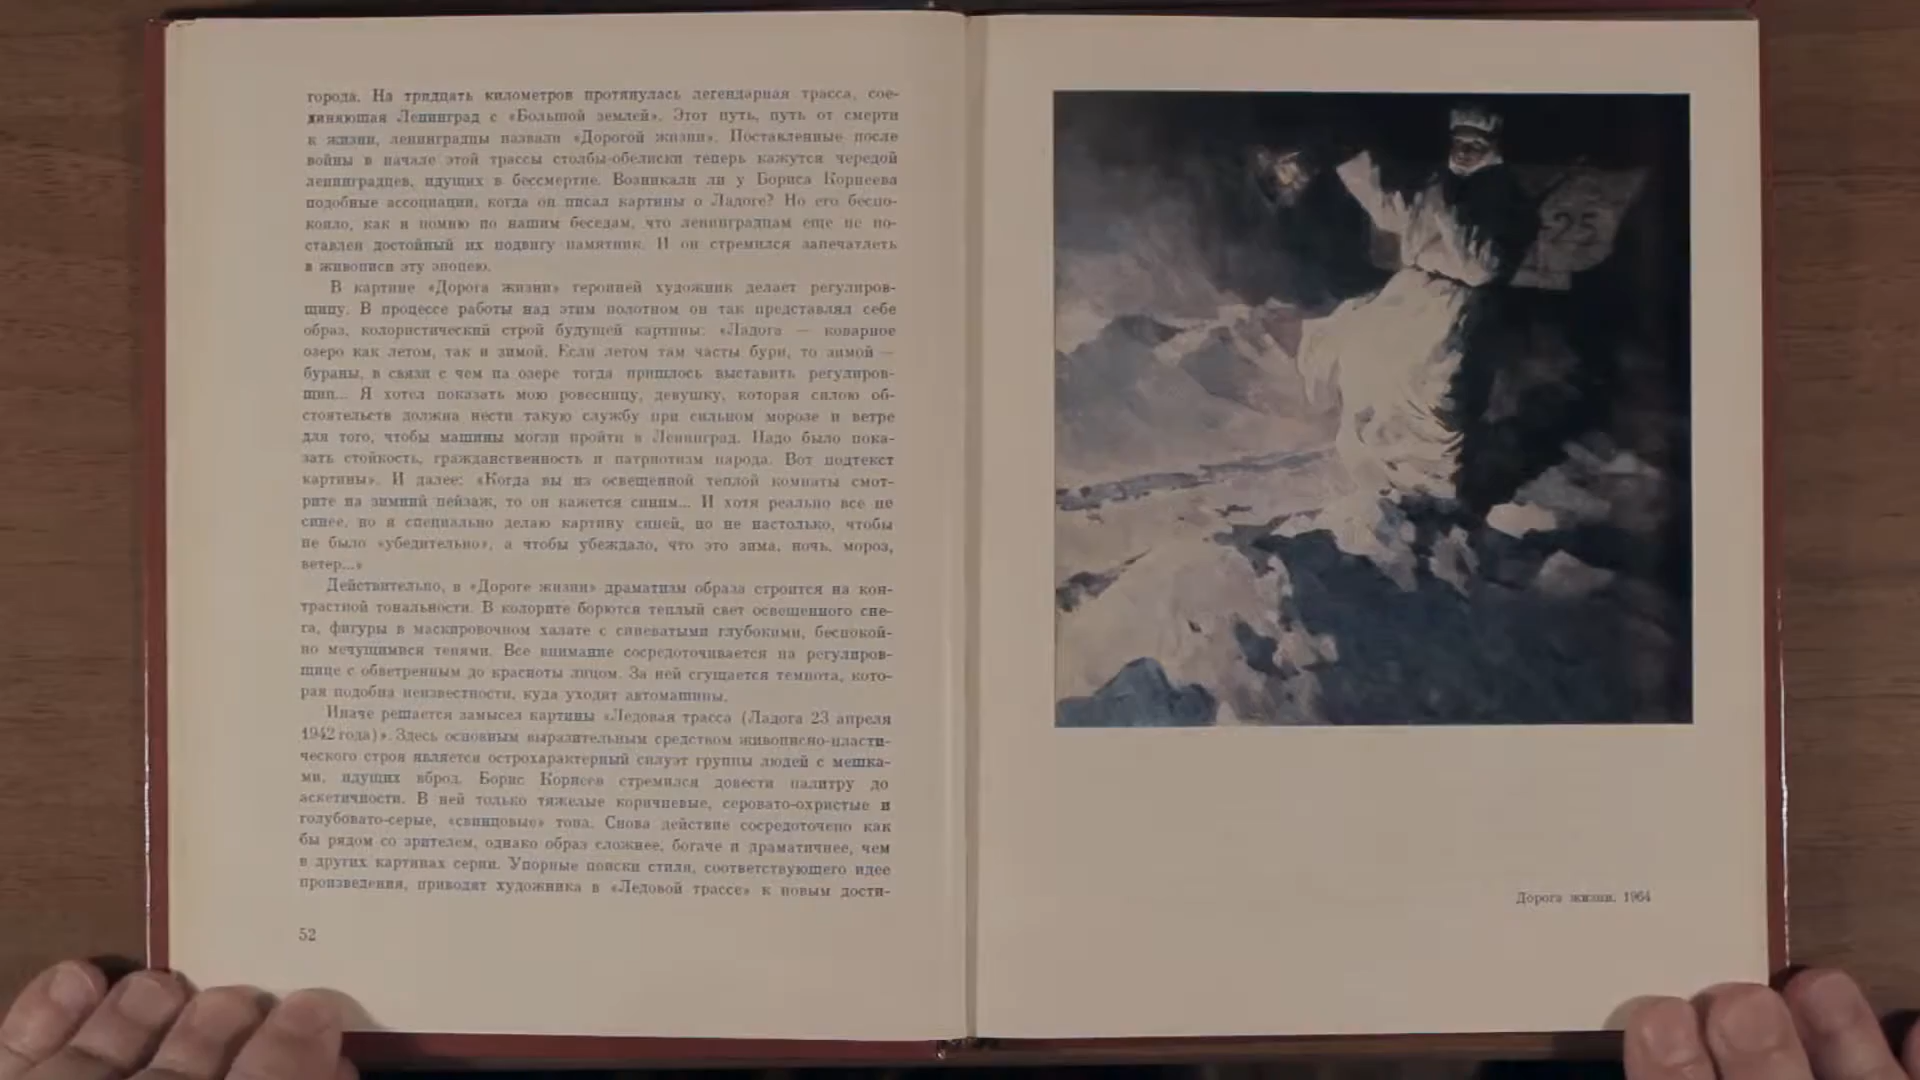 города. На тридцать километров протянулась легендарная трасса, сое-
диняющая Ленинград с «Большой землей». Этот путь, путь от смерти
к жизни, ленинградцы назвали «Дорогой жизни». Поставленные после
войны в начале этой трассы столбы-обелиски теперь кажутся чередой
ленинградцев, идущих в бессмертие. Возникали ли у Бориса Корнеева
подобные ассоциации, когда он писал картины о Ладоге? Но его беспо-
коило, как я помню по нашим беседам, что ленинградцам еще не по-
ставлен достойный их подвигу памятник. И он стремился запечатлеть
в живописи эту эпопею.
В картине «Дорога жизни» героиней художник делает регулиров-
щицу. В процессе работы над этим полотном он так представлял себе
образ, колористический строй будущей картины: «Ладога — коварное
озеро как летом, так и зимой. Если летом там часты бури, то зимой —
бураны, в связи с чем на озере тогда пришлось выставить регулиров-
щиц... Я хотел показать мою ровесницу, девушку, которая силою об-
стоятельств должна нести такую службу при сильном морозе и ветре
для того, чтобы машины могли пройти в Ленинград. Надо было пока-
зать стойкость, гражданственность и патриотизм народа. Вот подтекст
картины». И далее: «Когда вы из освещенной теплой комнаты смот-
рите на зимний пейзаж, то он кажется синим... И хотя реально все не
синее, но я специально делаю картину синей, но не настолько, чтобы
не было «убедительно», а чтобы убеждало, что это зима, ночь, мороз,
ветер...»
Действительно, в «Дороге жизни» драматизм образа строится на кон-
трастной тональности. В колорите борются теплый свет освещенного сне-
га, фигуры в маскировочном халате с синеватыми глубокими, беспокой-
но мечущимися тенями. Все внимание сосредоточивается на регулиров-
щице с обветренным до красноты лицом. За ней сгущается темнота, кото-
рая подобна неизвестности, куда уходят автомашины.
Иначе решается замысел картины «Ледовая трасса (Ладога 23 апреля
1942 года)». Здесь основным выразительным средством живописно-пласти-
ческого строя является острохарактерный силуэт группы людей с мешка-
ми, идущих вброд. Борис Корнеев стремился довести палитру до
аскетичности. В ней только тяжелые коричневые, серовато-охристые и
голубовато-серые, «свинцовые» тона. Снова действие сосредоточено как
бы рядом со зрителем, однако образ сложнее, богаче и драматичнее, чем
в других картинах серии. Упорные поиски стиля, соответствующего идее
произведения, приводят художника в «Ледовой трассе» к новым дости-
52
25
Дорога жизни. 1964